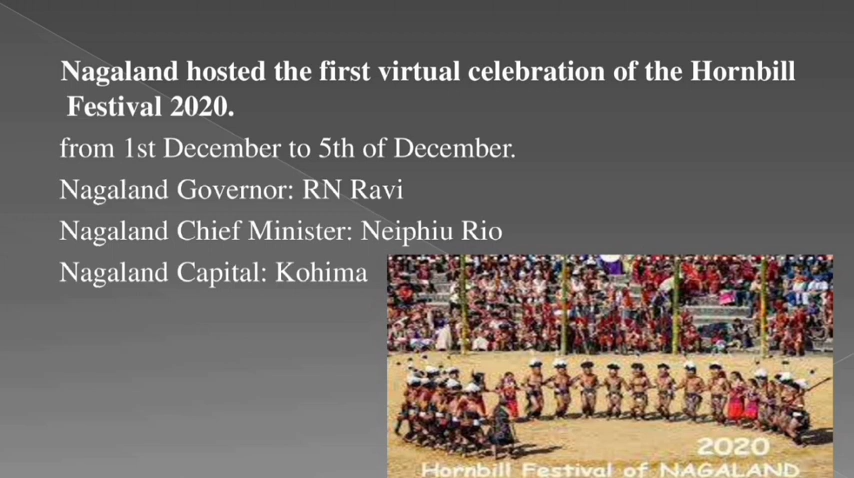 Nagaland hosted the first virtual celebration of the Hornbill
Festival 2020.
from 1st December to 5th of December.
Nagaland Governor: RN Ravi
Nagaland Chief Minister: Neiphiu Rio
Nagaland Capital: Kohima
2020
Hornbill Festival of NAGALAND